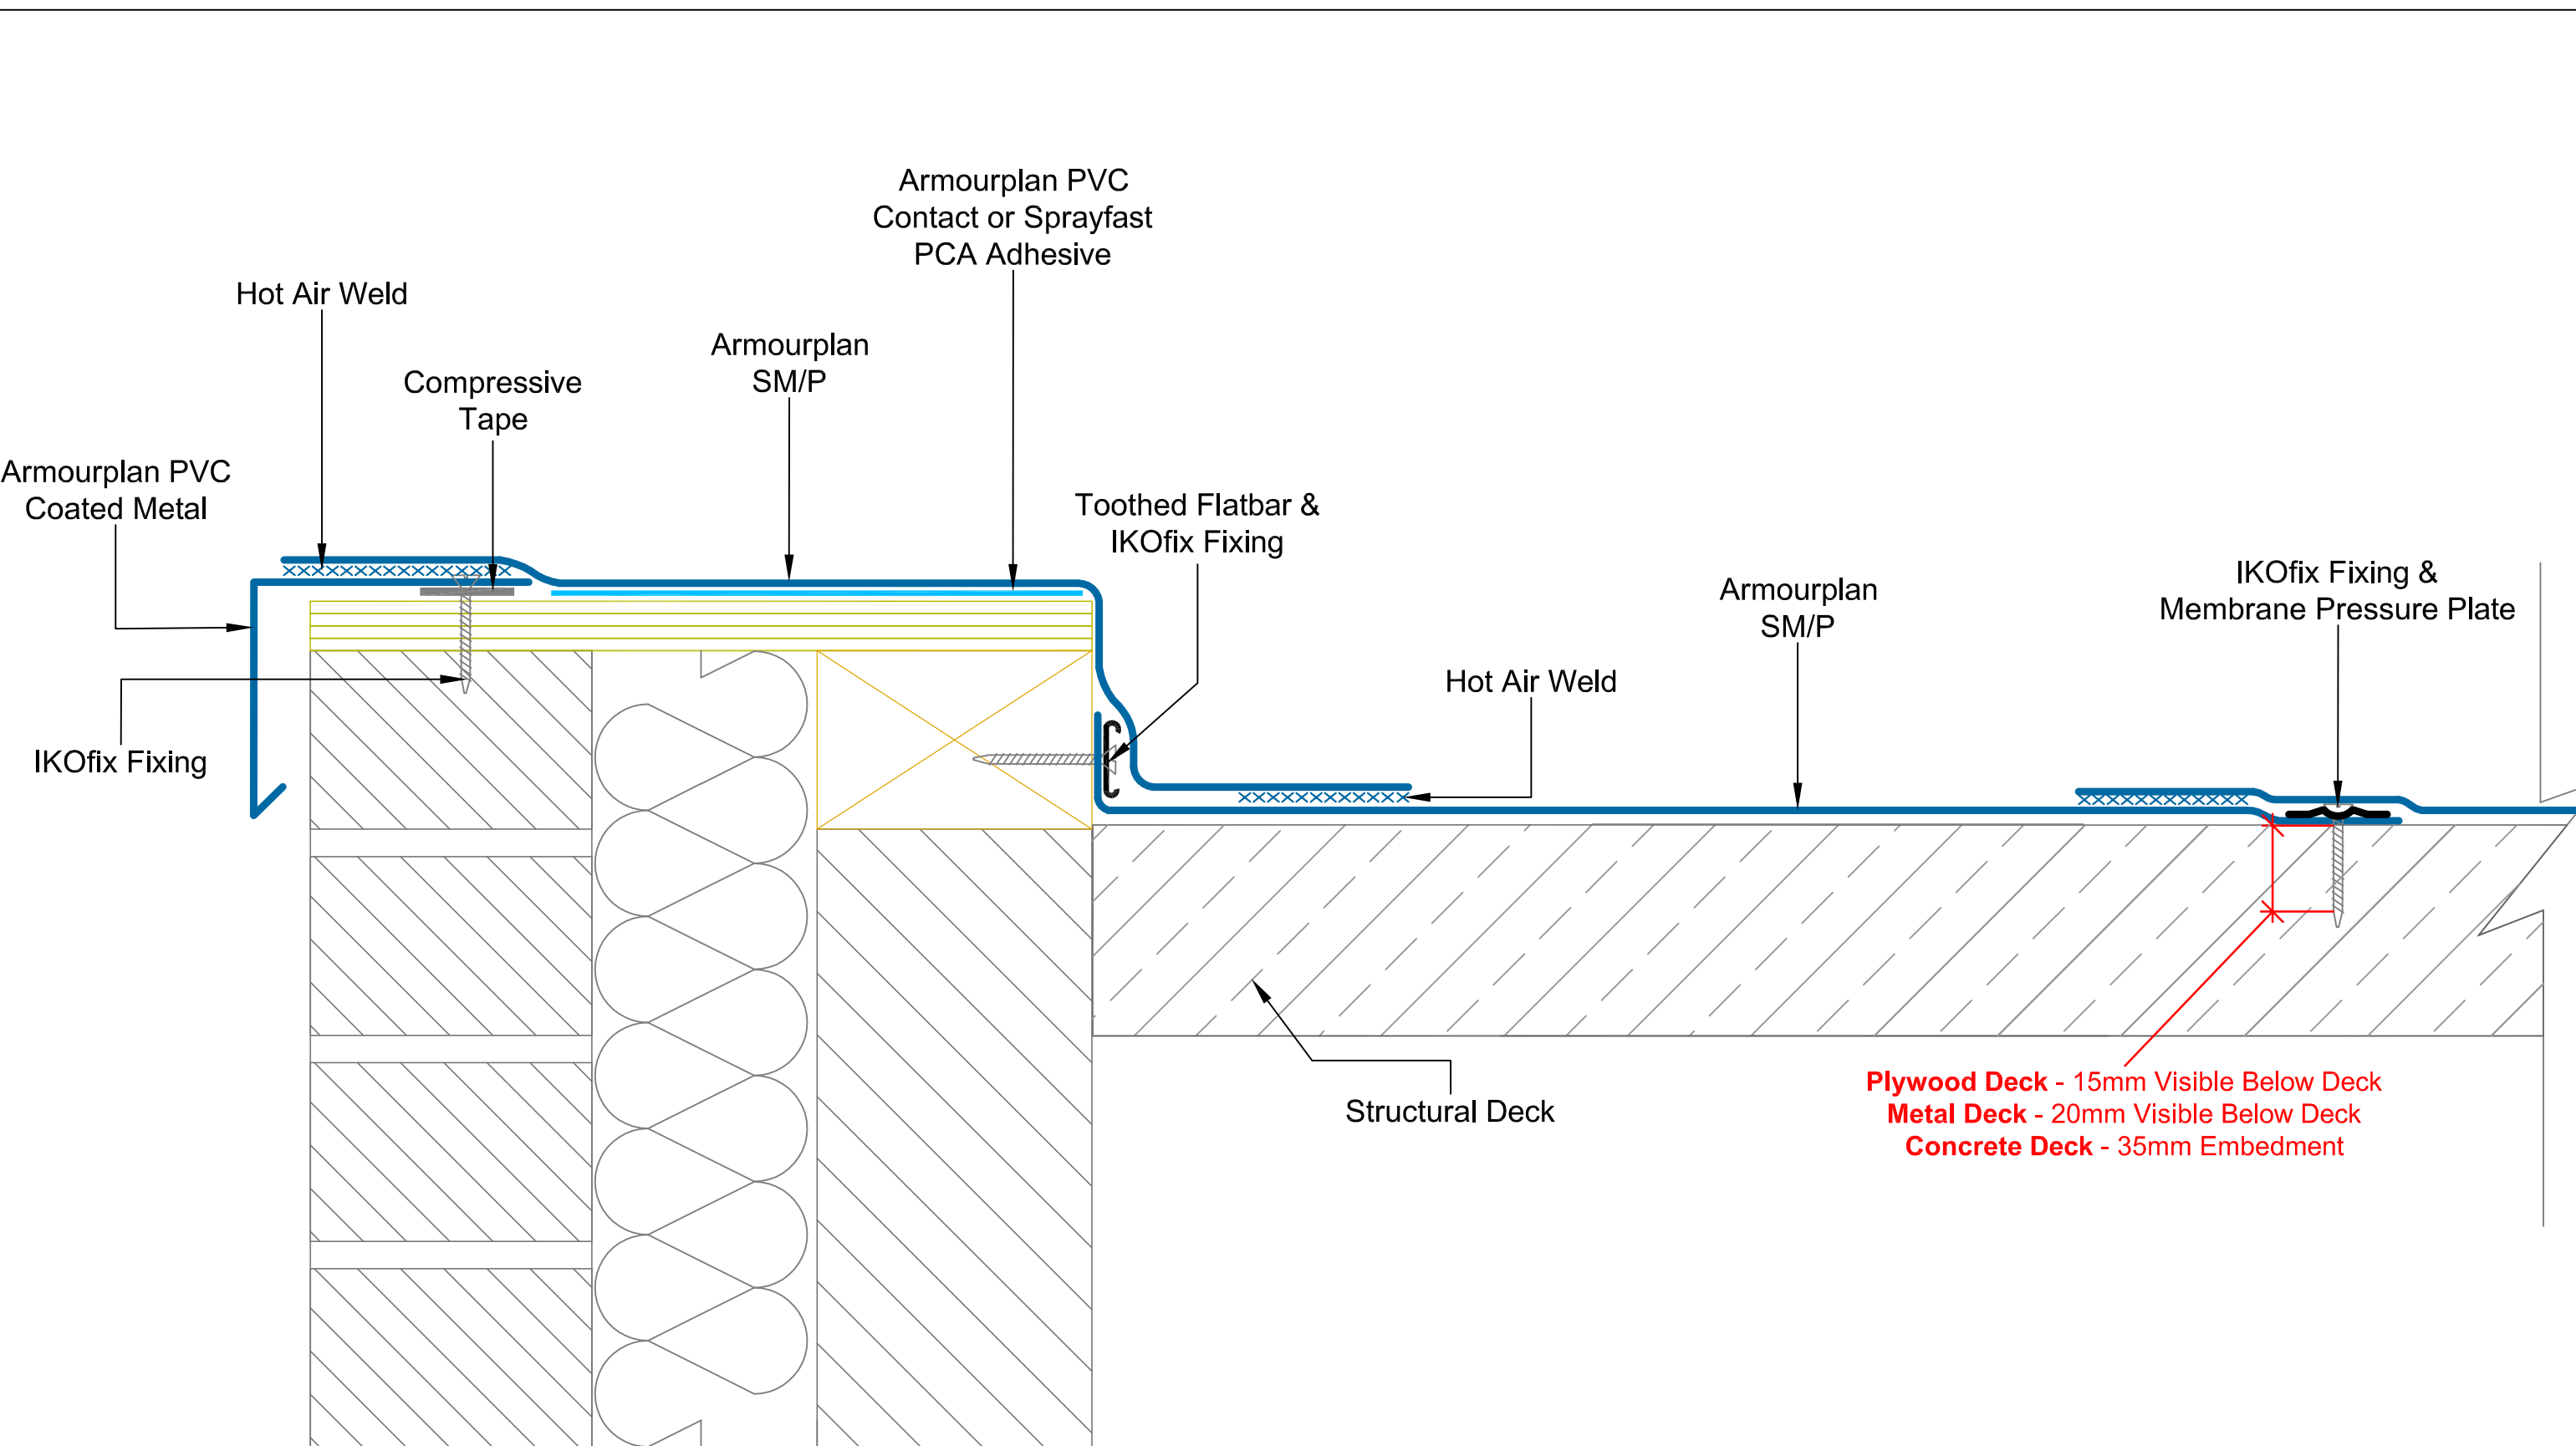 Armourplan PVC
Contact or Sprayfast
PCA Adhesive
Hot Air Weld
Armourplan
SM/P
Compressive
Tape
Armourplan PVC
Coated Metal
Toothed Flatbar &
IKOfix Fixing
IKOfix Fixing &
Membrane Pressure Plate
Armourplan
SM/P
Hot Air Weld
IKOfix Fixing
Structural Deck
Plywood Deck - 15mm Visible Below Deck
Metal Deck - 20mm Visible Below Deck
Concrete Deck - 35mm Embedment